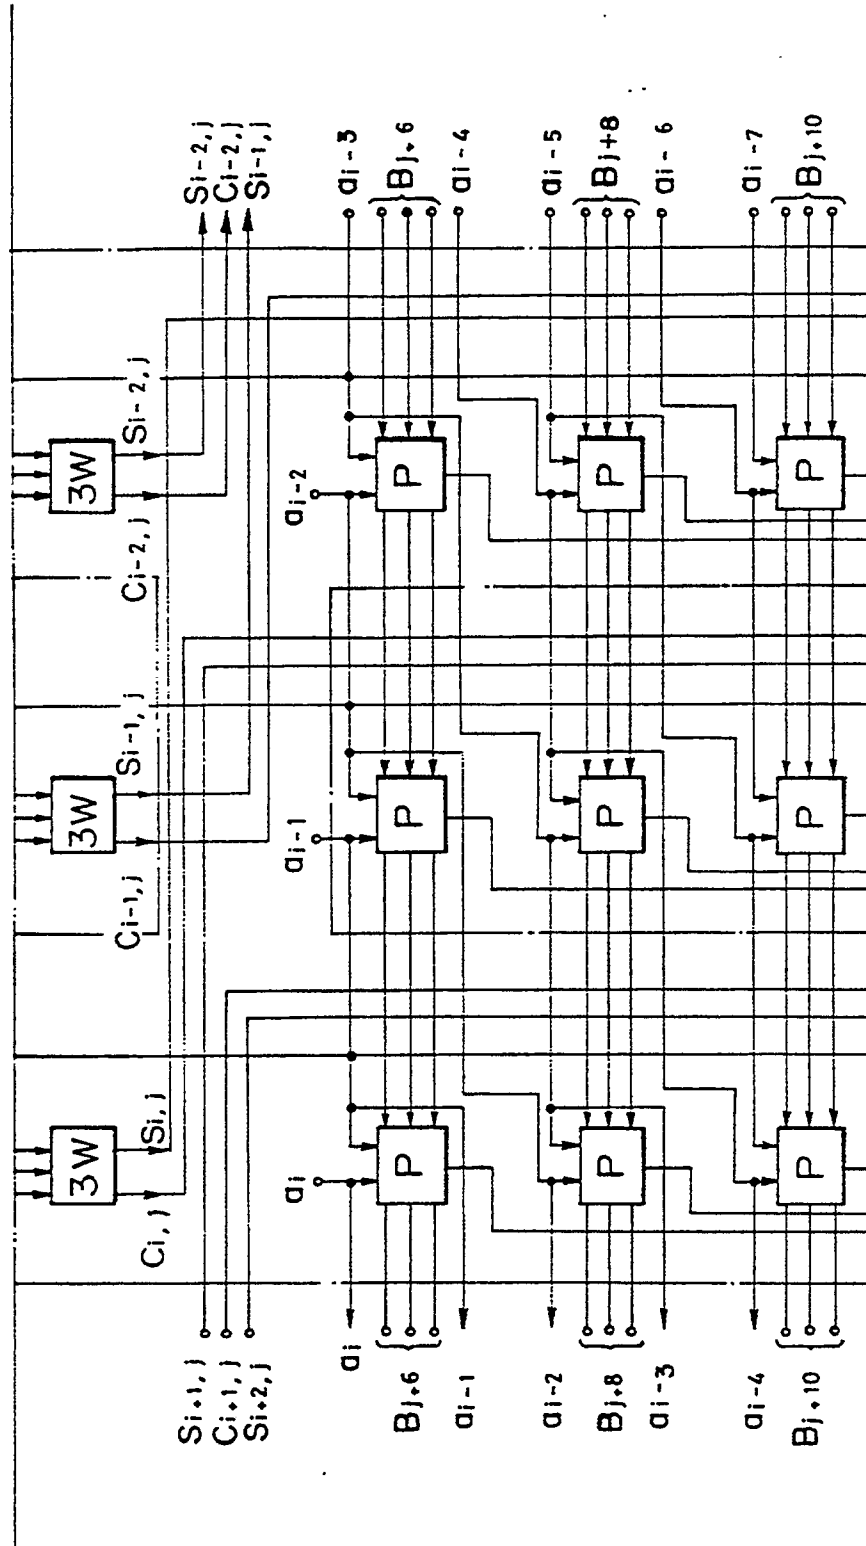 Si-2, j
Ci-2, j
Si-1, j
ai-3
Bj+6
ai-4
ai-5
Bj+8
ai-6
ai-7
Bj+10
3W
Si-2, j
Ci-2, j
ai-2
P
P
P
3W
Si-1, j
Ci-1, j
ai-1
P
P
P
3W
Si, j
Ci, j
ai
P
P
P
Si+1, j
Ci+1, j
Si+2, j
ai
Bj+6
ai-1
ai-2
Bj+8
ai-3
ai-4
Bj+10